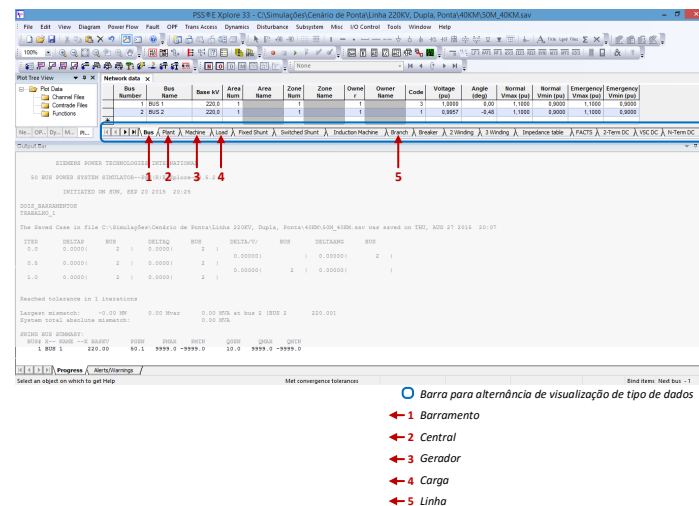 PSS®E Xplore 33 - C:\Simulações\Cenário de Ponta\Linha 220KV, Dupla, Ponta\40KM\50M_40KM.sav
File Edit View Diagram Power Flow Fault OPF Trans Access Dynamics Disturbance Subsystem Misc I/O Control Tools Window Help
100%
None
Plot Tree View
Network data x
Plot Data
Channel Files
Comtrade Files
Functions
Bus Number Bus Name Base kV Area Num Area Name Zone Num Zone Name Owner Owner Name Code Voltage (pu) Angle (deg) Normal Vmax (pu) Normal Vmin (pu) Emergency Vmax (pu) Emergency Vmin (pu)
1 BUS 1 220,0 1 1 1 3 1,0000 0,00 1,1000 0,9000 1,1000 0,9000
2 BUS 2 220,0 1 1 1 1 0,9957 -0,48 1,1000 0,9000 1,1000 0,9000
Ne... OP... Dy... M... Pl...
Bus Plant Machine Load Fixed Shunt Switched Shunt Induction Machine Branch Breaker 2 Winding 3 Winding Impedance table FACTS 2-Term DC VSC DC N-Term DC
1 2 3 4 5
Output Bar
SIEMENS POWER TECHNOLOGIES INTERNATIONAL
INITIATED ON SUN, SEP 20 2015 20:26
DOIS_BARRAMENTOS
TRABALHO_1
The Saved Case in file C:\Simulações\Cenário de Ponta\Linha 220KV, Dupla, Ponta\40KM\50M_40KM.sav was saved on THU, AUG 27 2015 20:07
ITER DELTAP BUS DELTAQ BUS DELTA/V/ BUS DELTAANG BUS
0.0 0.0000( 2 ) 0.0000( 2 )
0.00000( ) 0.00000( 2 )
0.5 0.0000( 2 ) 0.0000( 2 )
0.00000( 2 ) 0.00000( )
1.0 0.0000( 2 ) 0.0000( 2 )
Reached tolerance in 1 iterations
Largest mismatch: -0.00 MW 0.00 Mvar 0.00 MVA at bus 2 [BUS 2 220.00]
System total absolute mismatch: 0.00 MVA
SWING BUS SUMMARY:
BUS# X-- NAME --X BASKV PGEN PMAX PMIN QGEN QMAX QMIN
1 BUS 1 220.00 50.1 9999.0 -9999.0 10.0 9999.0 -9999.0
Progress Alerts/Warnings
Select an object on which to get Help Met convergence tolerances Bind items Next bus - 1
Barra para alternância de visualização de tipo de dados
1 Barramento
2 Central
3 Gerador
4 Carga
5 Linha